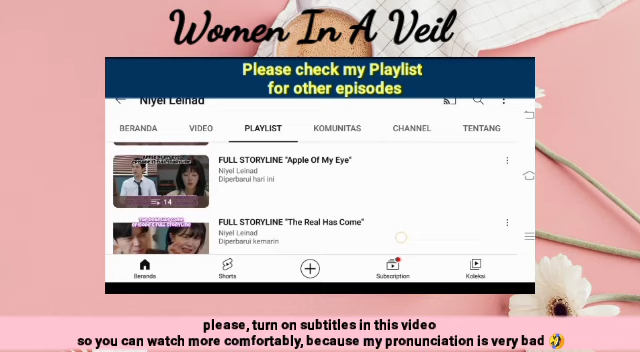 Women In A Veil
Please check my Playlist
for other episodes
Niyel Leinad
BERANDA VIDEO PLAYLIST KOMUNITAS CHANNEL TENTANG
FULL STORYLINE "Apple Of My Eye"
Niyel Leinad
Diperbarui hari ini
14
FULL STORYLINE "The Real Has Come"
Niyel Leinad
Diperbarui kemarin
Beranda Shorts Subscription Koleksi
please, turn on subtitles in this video
so you can watch more comfortably, because my pronunciation is very bad 🤣